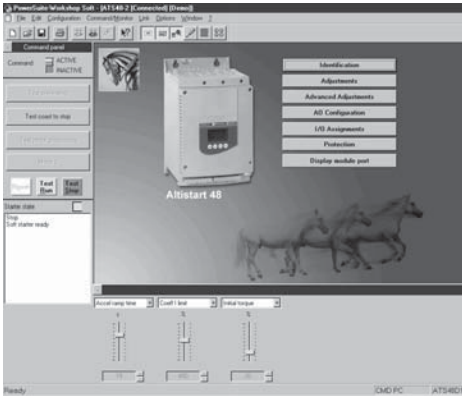 PowerSuite Workshop Soft - [ATS48-2 (Connected) (Demo)]
File Edit Configuration Command/Monitor Link Options Window ?
Command panel
Command
ACTIVE
INACTIVE
Test coast to stop
Test Run
Test Stop
Starter state
Stop
Soft starter ready
Identification
Adjustments
Advanced Adjustments
AO Configuration
I/O Assignments
Protection
Display module port
Altistart 48
Accel ramp time
Coeff I limit
Initial torque
s
%
%
Ready
CMD PC
ATS48D1